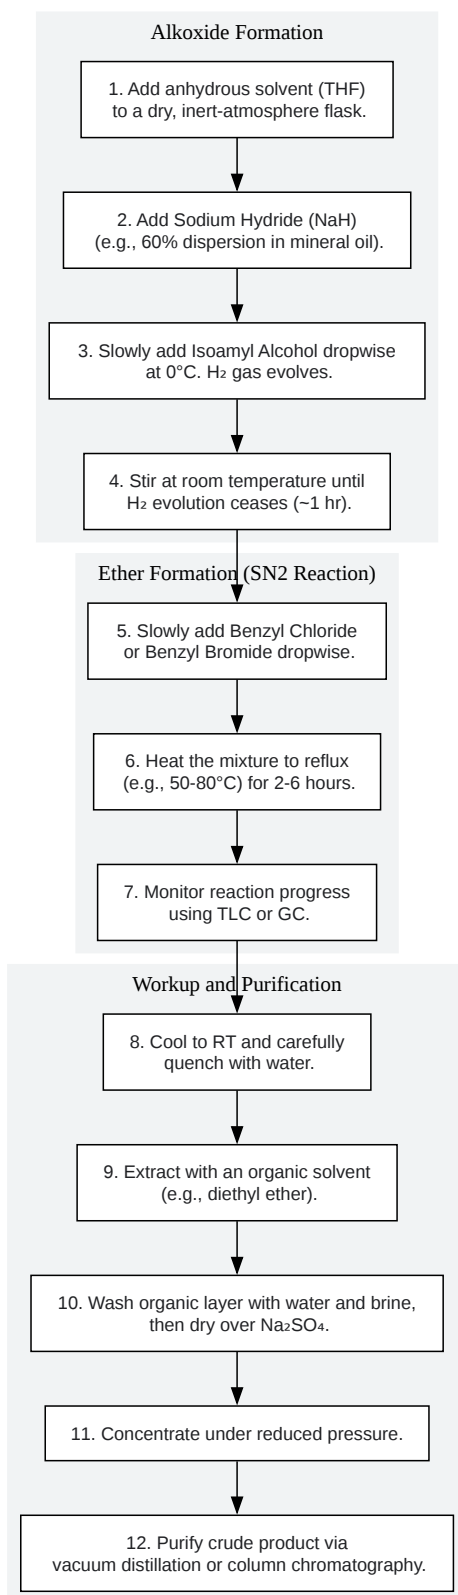 Alkoxide Formation
1. Add anhydrous solvent (THF)
to a dry, inert-atmosphere flask.
2. Add Sodium Hydride (NaH)
(e.g., 60% dispersion in mineral oil).
3. Slowly add Isoamyl Alcohol dropwise
at 0°C. H₂ gas evolves.
4. Stir at room temperature until
H₂ evolution ceases (~1 hr).
Ether Formation (SN2 Reaction)
5. Slowly add Benzyl Chloride
or Benzyl Bromide dropwise.
6. Heat the mixture to reflux
(e.g., 50-80°C) for 2-6 hours.
7. Monitor reaction progress
using TLC or GC.
Workup and Purification
8. Cool to RT and carefully
quench with water.
9. Extract with an organic solvent
(e.g., diethyl ether).
10. Wash organic layer with water and brine,
then dry over Na₂SO₄.
11. Concentrate under reduced pressure.
12. Purify crude product via
vacuum distillation or column chromatography.